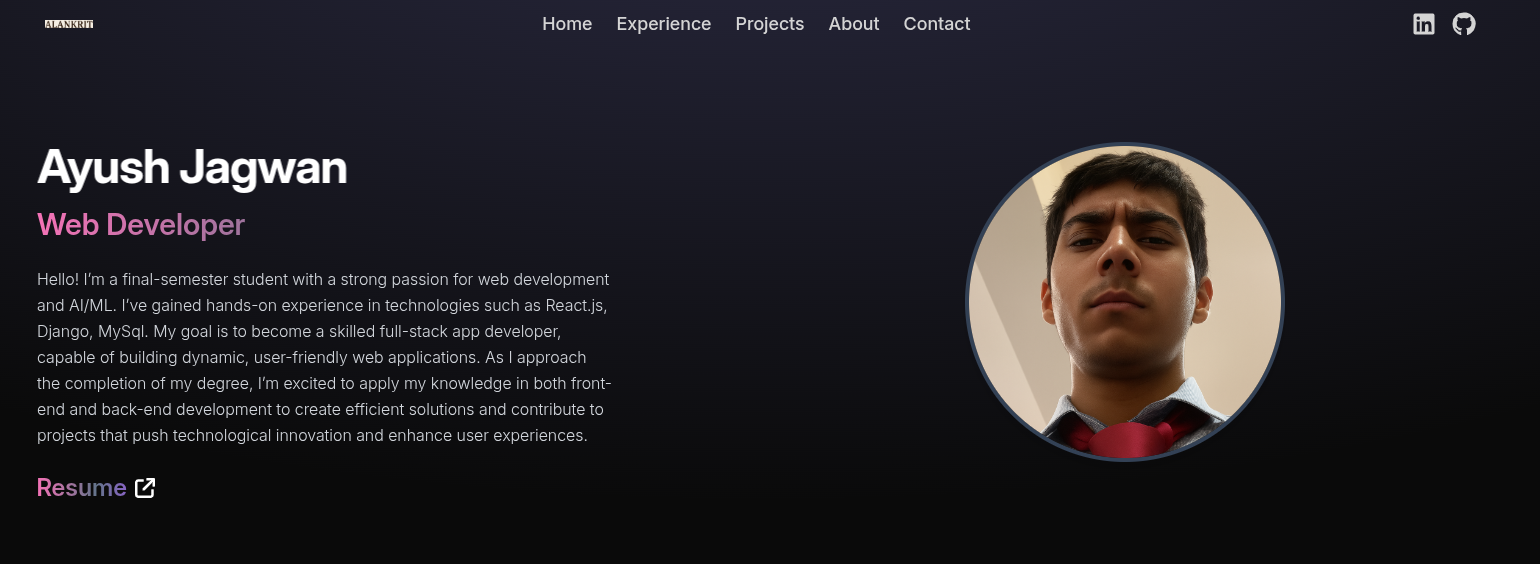 ALANKRIT
Home Experience Projects About Contact
Ayush Jagwan
Web Developer
Hello! I’m a final-semester student with a strong passion for web development
and AI/ML. I’ve gained hands-on experience in technologies such as React.js,
Django, MySql. My goal is to become a skilled full-stack app developer,
capable of building dynamic, user-friendly web applications. As I approach
the completion of my degree, I’m excited to apply my knowledge in both front-
end and back-end development to create efficient solutions and contribute to
projects that push technological innovation and enhance user experiences.
Resume